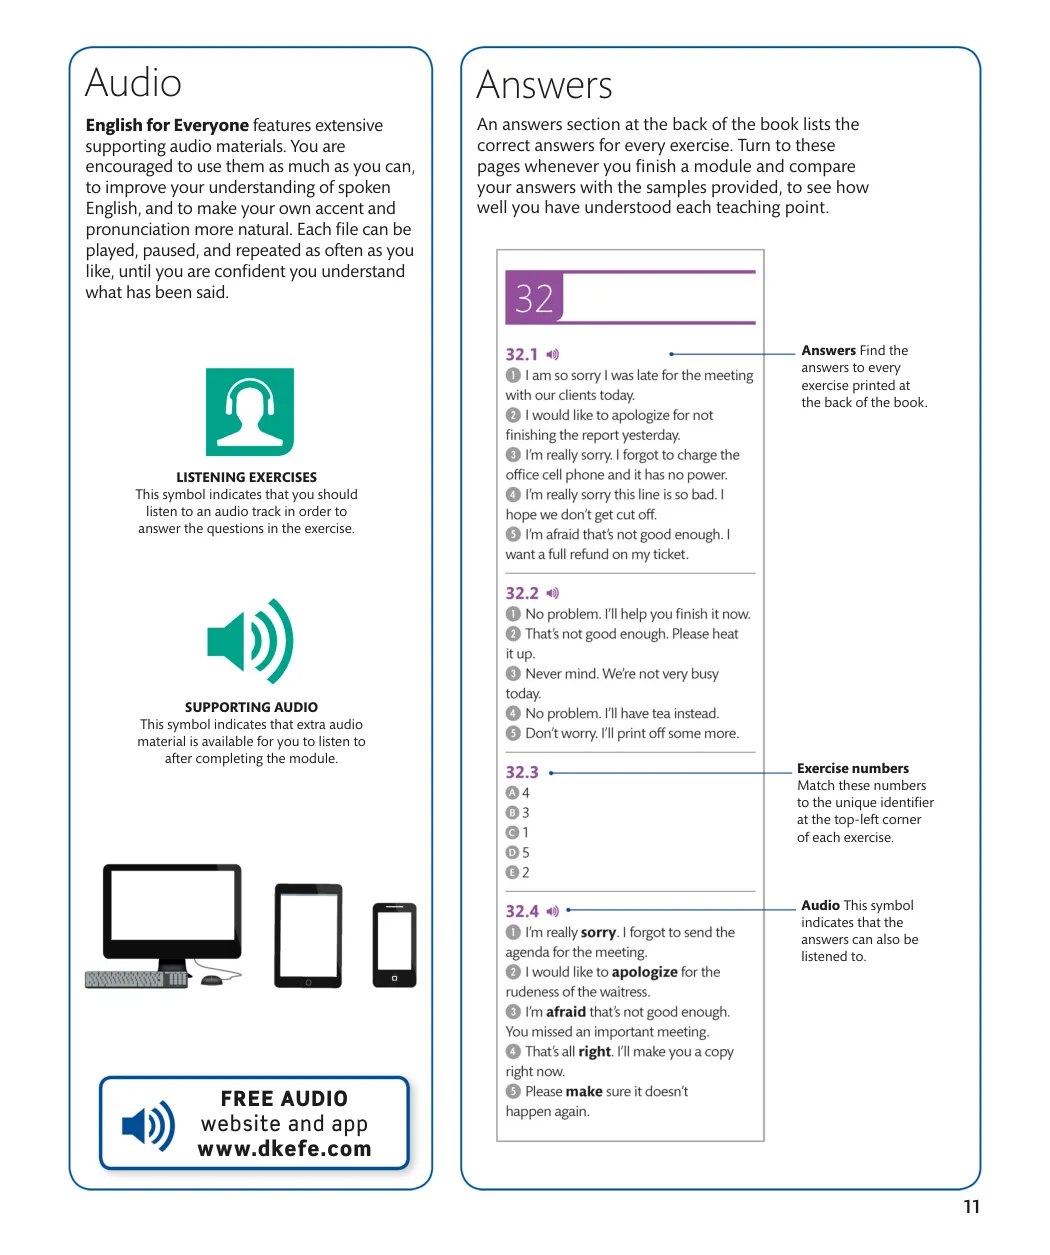 Audio
English for Everyone features extensive
supporting audio materials. You are
encouraged to use them as much as you can,
to improve your understanding of spoken
English, and to make your own accent and
pronunciation more natural. Each file can be
played, paused, and repeated as often as you
like, until you are confident you understand
what has been said.
LISTENING EXERCISES
This symbol indicates that you should
listen to an audio track in order to
answer the questions in the exercise.
SUPPORTING AUDIO
This symbol indicates that extra audio
material is available for you to listen to
after completing the module.
FREE AUDIO
website and app
www.dkefe.com
Answers
An answers section at the back of the book lists the
correct answers for every exercise. Turn to these
pages whenever you finish a module and compare
your answers with the samples provided, to see how
well you have understood each teaching point.
32
32.1
1 I am so sorry I was late for the meeting
with our clients today.
2 I would like to apologize for not
finishing the report yesterday.
3 I'm really sorry. I forgot to charge the
office cell phone and it has no power.
4 I'm really sorry this line is so bad. I
hope we don't get cut off.
5 I'm afraid that's not good enough. I
want a full refund on my ticket.
32.2
1 No problem. I'll help you finish it now.
2 That's not good enough. Please heat
it up.
3 Never mind. We're not very busy
today.
4 No problem. I'll have tea instead.
5 Don't worry. I'll print off some more.
32.3
A 4
B 3
C 1
D 5
E 2
32.4
1 I'm really sorry. I forgot to send the
agenda for the meeting.
2 I would like to apologize for the
rudeness of the waitress.
3 I'm afraid that's not good enough.
You missed an important meeting.
4 That's all right. I'll make you a copy
right now.
5 Please make sure it doesn't
happen again.
Answers Find the
answers to every
exercise printed at
the back of the book.
Exercise numbers
Match these numbers
to the unique identifier
at the top-left corner
of each exercise.
Audio This symbol
indicates that the
answers can also be
listened to.
11